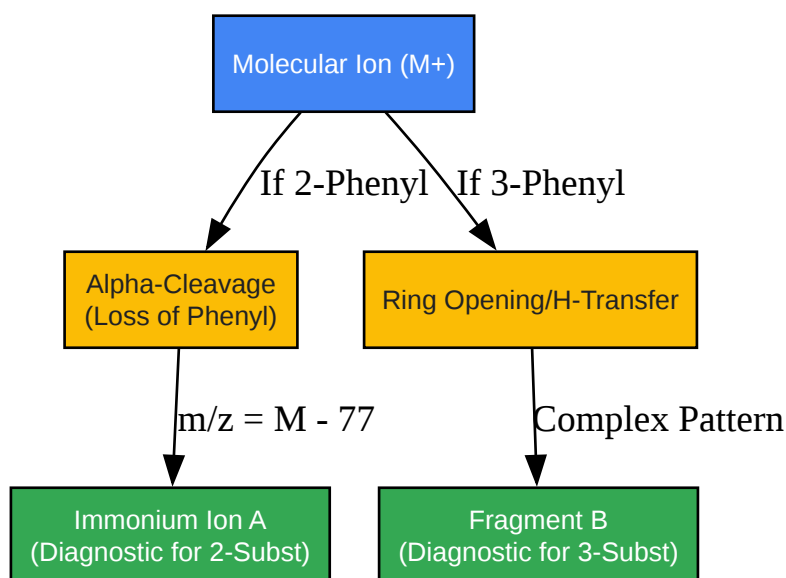 Molecular Ion (M+)
If 2-Phenyl
If 3-Phenyl
Alpha-Cleavage
(Loss of Phenyl)
Ring Opening/H-Transfer
m/z = M - 77
Complex Pattern
Immonium Ion A
(Diagnostic for 2-Subst)
Fragment B
(Diagnostic for 3-Subst)